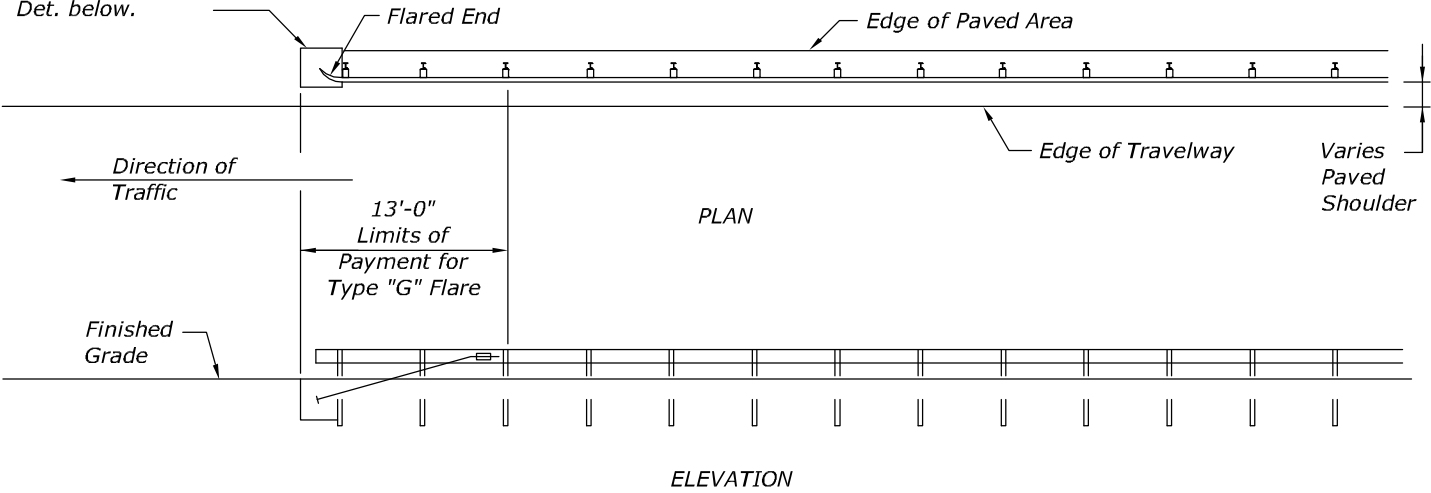 Det. below.
Flared End
Edge of Paved Area
Edge of Travelway
Varies
Paved
Shoulder
Direction of
Traffic
13'-0"
Limits of
Payment for
Type "G" Flare
PLAN
Finished
Grade
ELEVATION